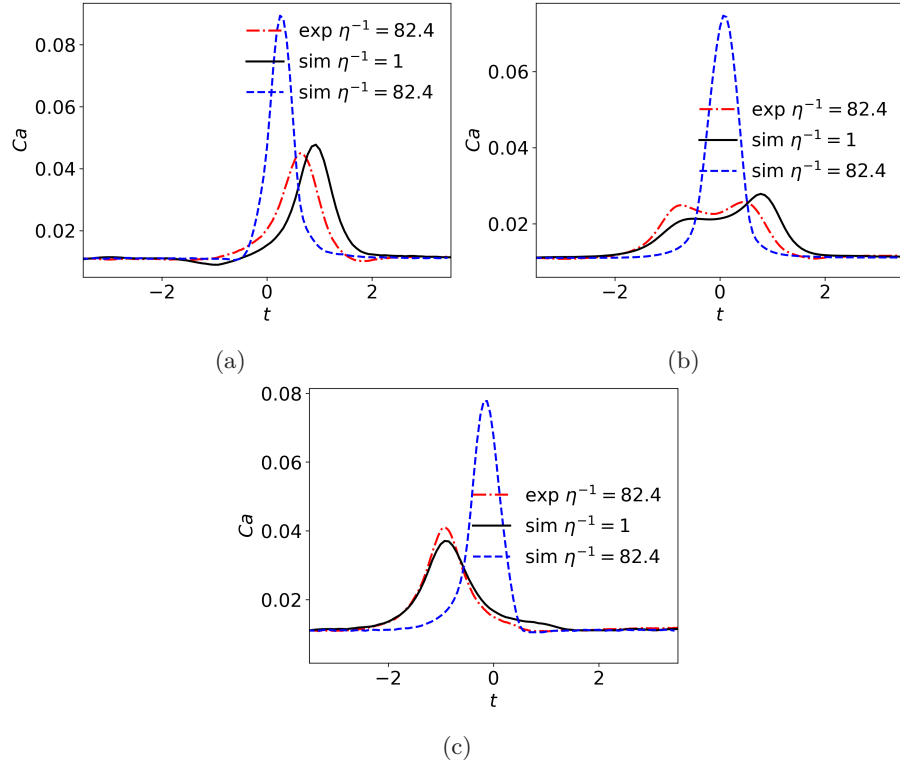 0.08
0.06
0.04
0.02
Ca
−2
0
2
t
exp η⁻¹ = 82.4
sim η⁻¹ = 1
sim η⁻¹ = 82.4
(a)
0.06
0.04
0.02
Ca
−2
0
2
t
exp η⁻¹ = 82.4
sim η⁻¹ = 1
sim η⁻¹ = 82.4
(b)
0.08
0.06
0.04
0.02
Ca
−2
0
2
t
exp η⁻¹ = 82.4
sim η⁻¹ = 1
sim η⁻¹ = 82.4
(c)